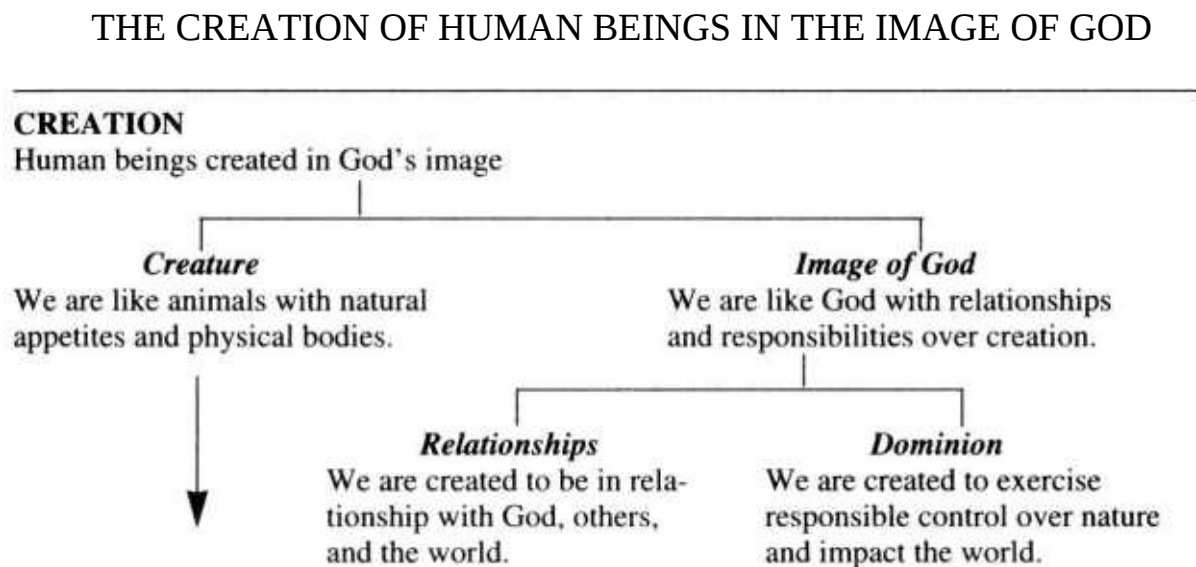 THE CREATION OF HUMAN BEINGS IN THE IMAGE OF GOD
CREATION
Human beings created in God's image
Creature
We are like animals with natural
appetites and physical bodies.
Image of God
We are like God with relationships
and responsibilities over creation.
Relationships
We are created to be in rela-
tionship with God, others,
and the world.
Dominion
We are created to exercise
responsible control over nature
and impact the world.